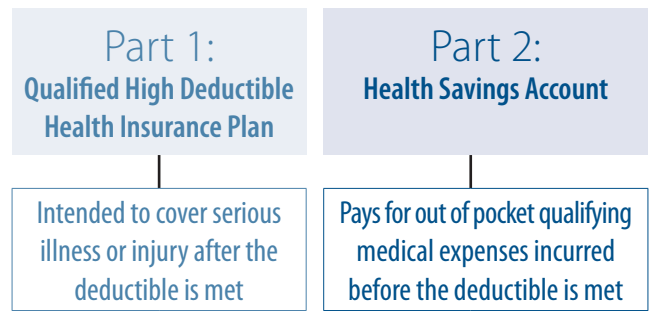 Part 1:
Qualified High Deductible
Health Insurance Plan
Intended to cover serious
illness or injury after the
deductible is met
Part 2:
Health Savings Account
Pays for out of pocket qualifying
medical expenses incurred
before the deductible is met